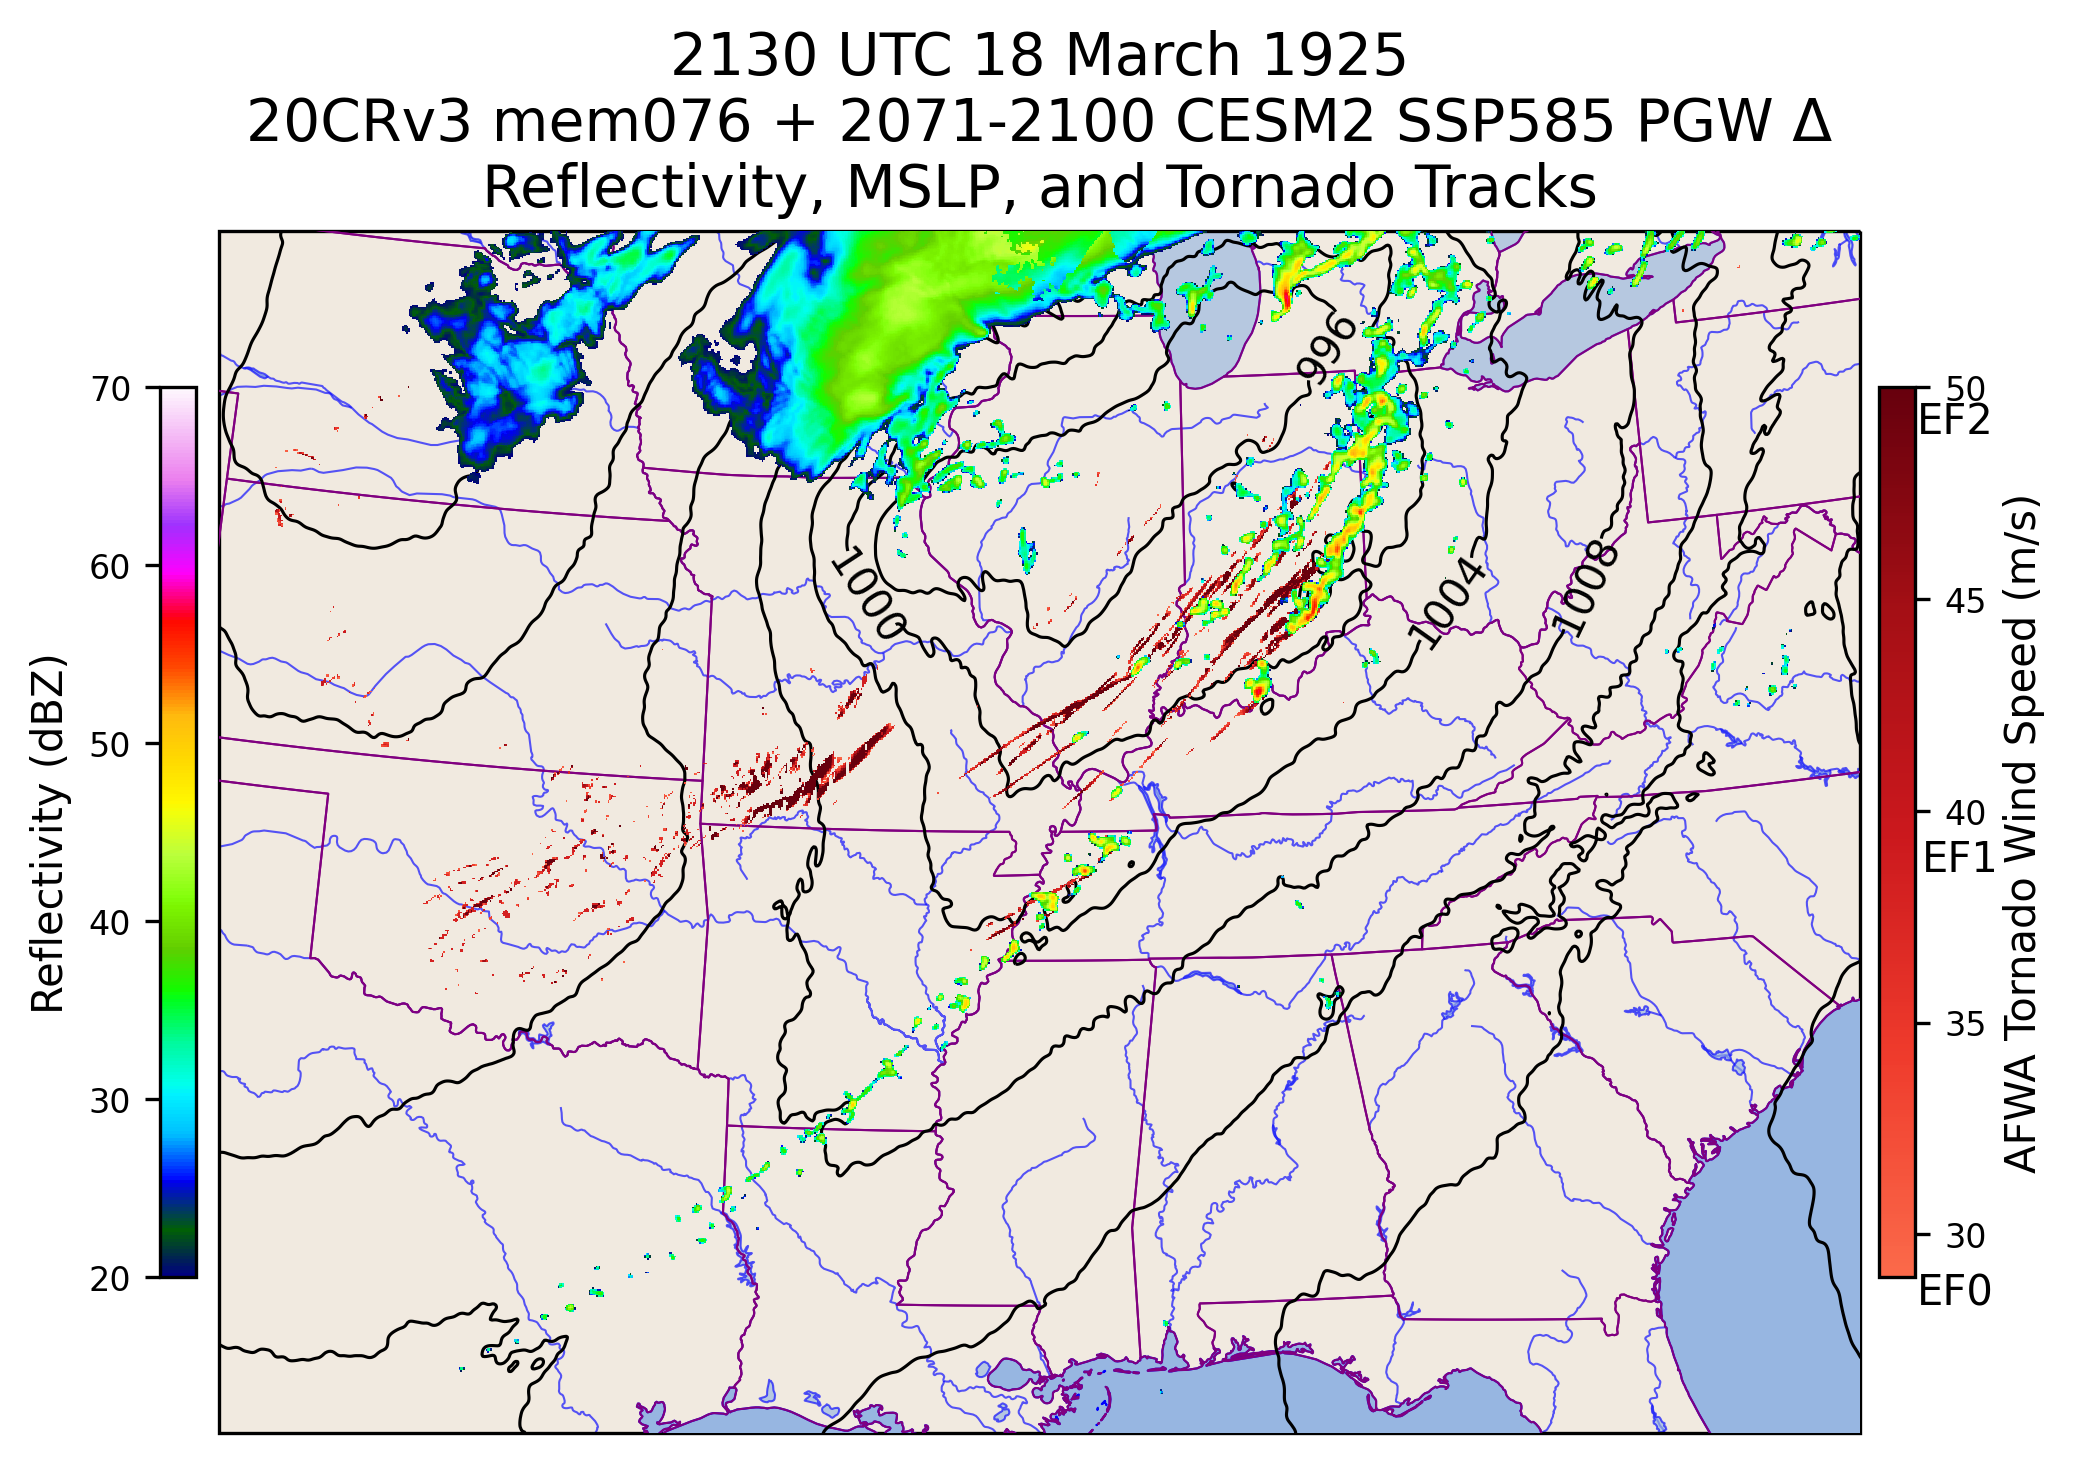 2130 UTC 18 March 1925
20CRv3 mem076 + 2071-2100 CESM2 SSP585 PGW Δ
Reflectivity, MSLP, and Tornado Tracks
70
60
50
40
30
20
Reflectivity (dBZ)
996
1000
1004
1008
50
EF2
45
40
EF1
35
30
EF0
AFWA Tornado Wind Speed (m/s)